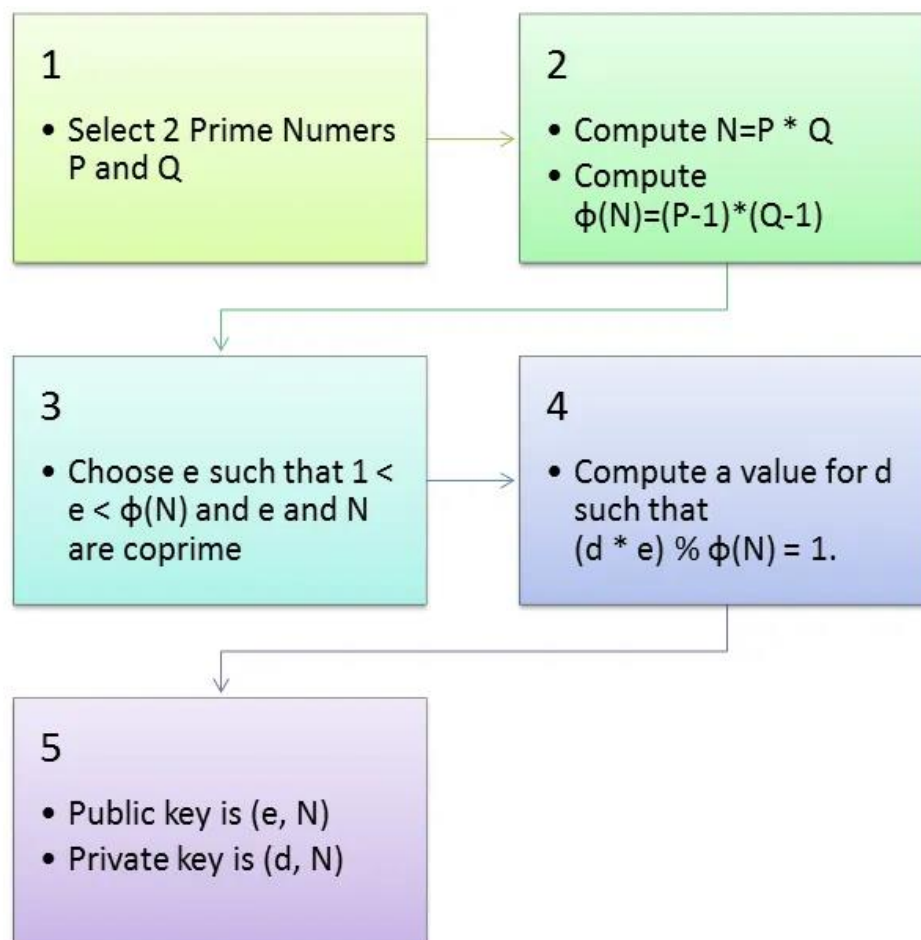 1
• Select 2 Prime Numers
P and Q
2
• Compute N=P * Q
• Compute
ϕ(N)=(P-1)*(Q-1)
3
• Choose e such that 1 <
e < ϕ(N) and e and N
are coprime
4
• Compute a value for d
such that
(d * e) % ϕ(N) = 1.
5
• Public key is (e, N)
• Private key is (d, N)